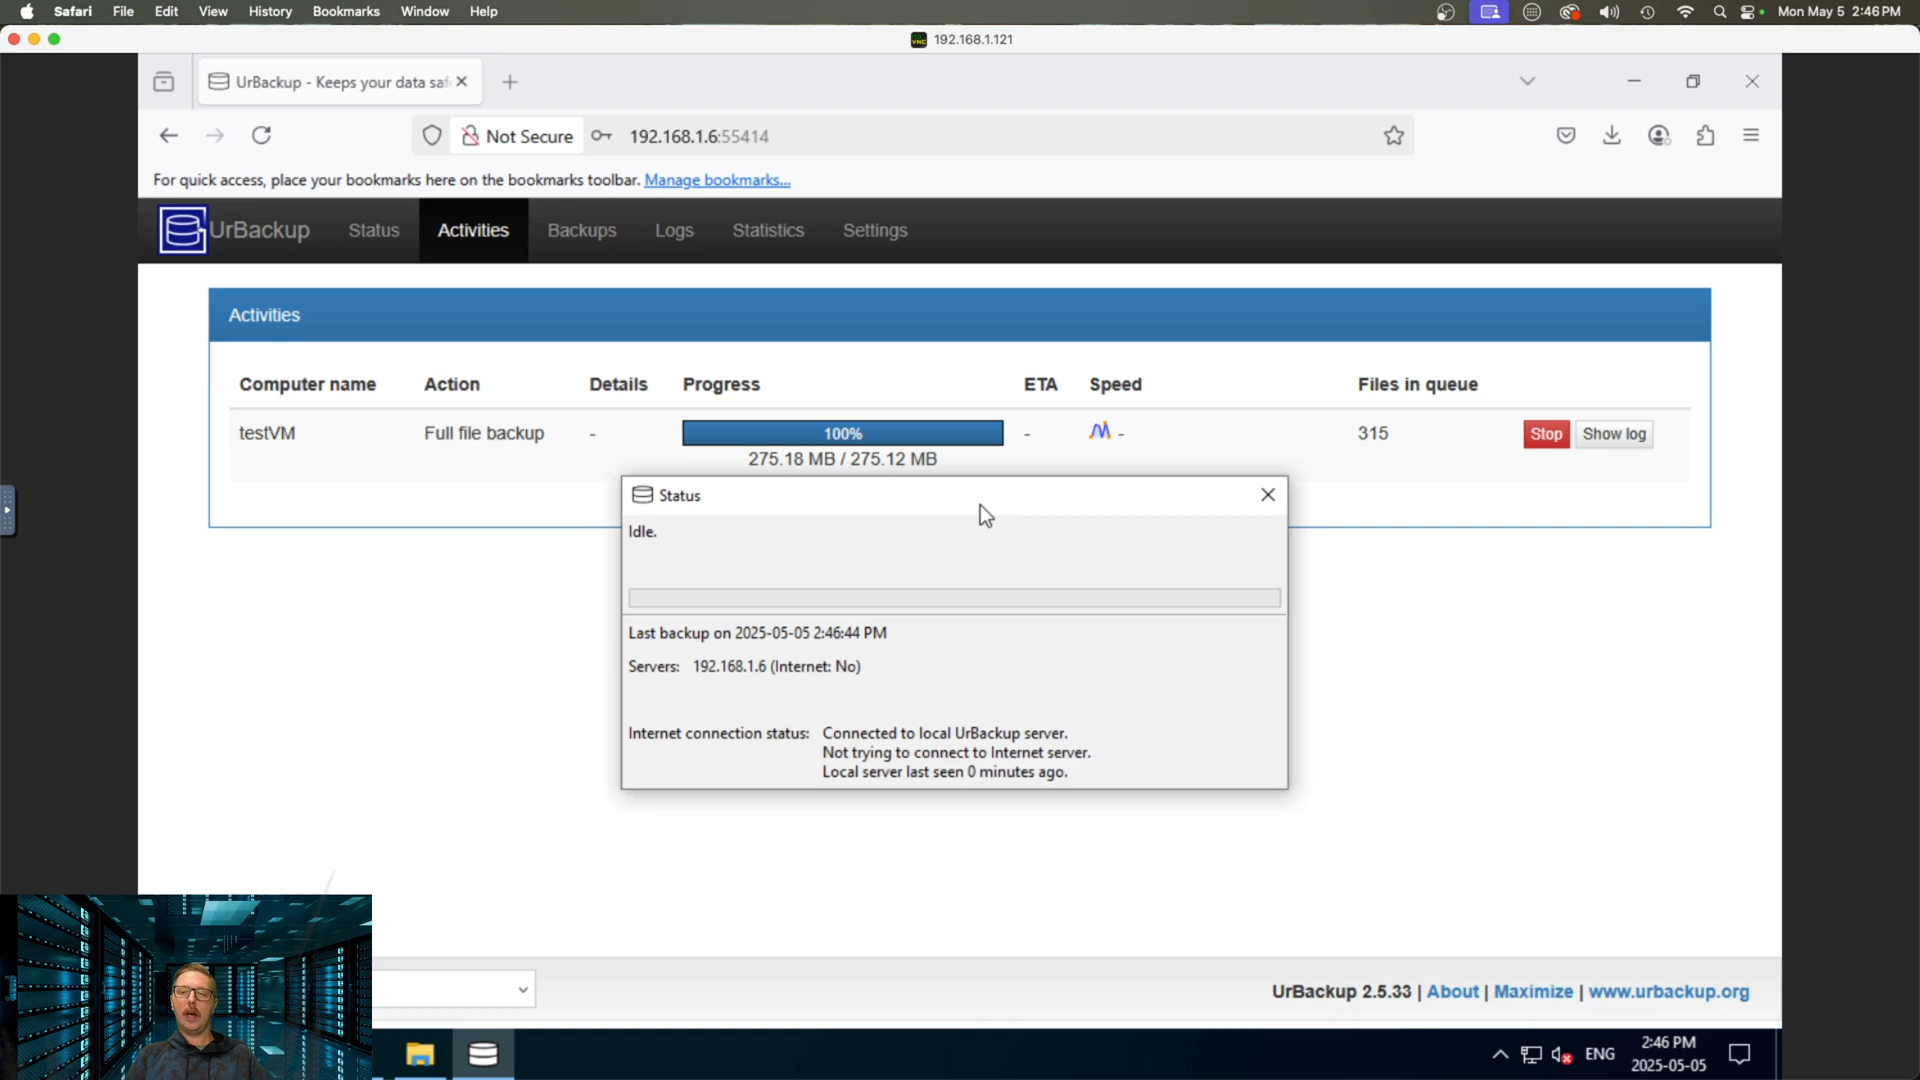 Safari File Edit View History Bookmarks Window Help Mon May 5 2:46 PM
192.168.1.121
UrBackup - Keeps your data saf
Not Secure 192.168.1.6:55414
For quick access, place your bookmarks here on the bookmarks toolbar. Manage bookmarks...
UrBackup Status Activities Backups Logs Statistics Settings
Activities
Computer name Action Details Progress ETA Speed Files in queue
testVM Full file backup - 100% - - 315 Stop Show log
275.18 MB / 275.12 MB
Status
Idle.
Last backup on 2025-05-05 2:46:44 PM
Servers: 192.168.1.6 (Internet: No)
Internet connection status: Connected to local UrBackup server.
Not trying to connect to Internet server.
Local server last seen 0 minutes ago.
UrBackup 2.5.33 | About | Maximize | www.urbackup.org
ENG 2:46 PM
2025-05-05